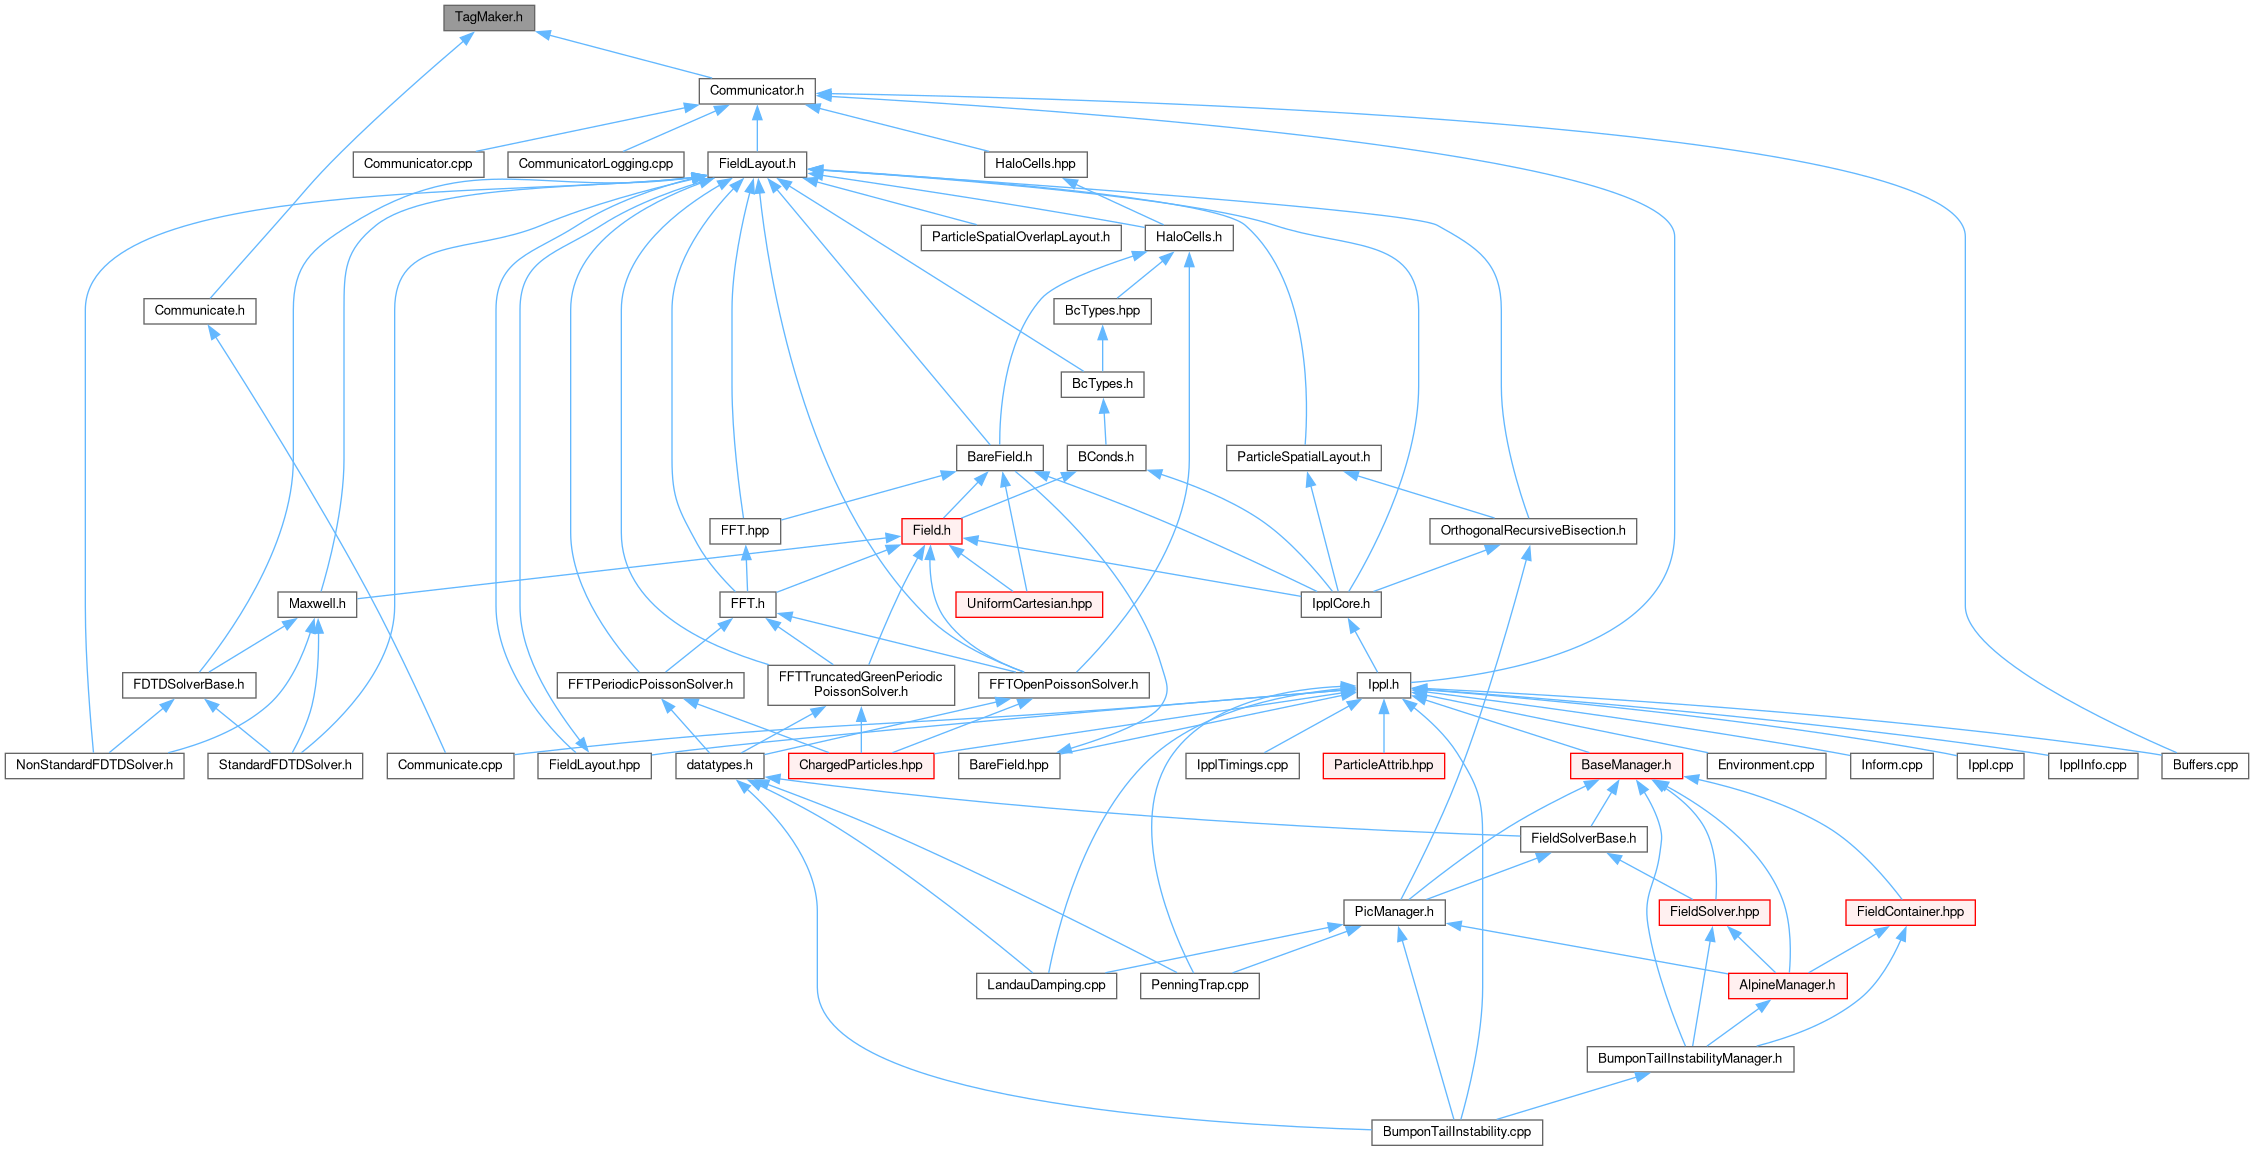 TagMaker.h
Communicator.h
Communicator.cpp
CommunicatorLogging.cpp
FieldLayout.h
HaloCells.hpp
ParticleSpatialOverlapLayout.h
HaloCells.h
Communicate.h
BcTypes.hpp
BcTypes.h
BareField.h
BConds.h
ParticleSpatialLayout.h
FFT.hpp
Field.h
OrthogonalRecursiveBisection.h
Maxwell.h
FFT.h
UniformCartesian.hpp
IpplCore.h
FDTDSolverBase.h
FFTPeriodicPoissonSolver.h
FFTTruncatedGreenPeriodic
PoissonSolver.h
FFTOpenPoissonSolver.h
Ippl.h
NonStandardFDTDSolver.h
StandardFDTDSolver.h
Communicate.cpp
FieldLayout.hpp
datatypes.h
ChargedParticles.hpp
BareField.hpp
IpplTimings.cpp
ParticleAttrib.hpp
BaseManager.h
Environment.cpp
Inform.cpp
Ippl.cpp
IpplInfo.cpp
Buffers.cpp
FieldSolverBase.h
PicManager.h
FieldSolver.hpp
FieldContainer.hpp
LandauDamping.cpp
PenningTrap.cpp
AlpineManager.h
BumponTailInstabilityManager.h
BumponTailInstability.cpp